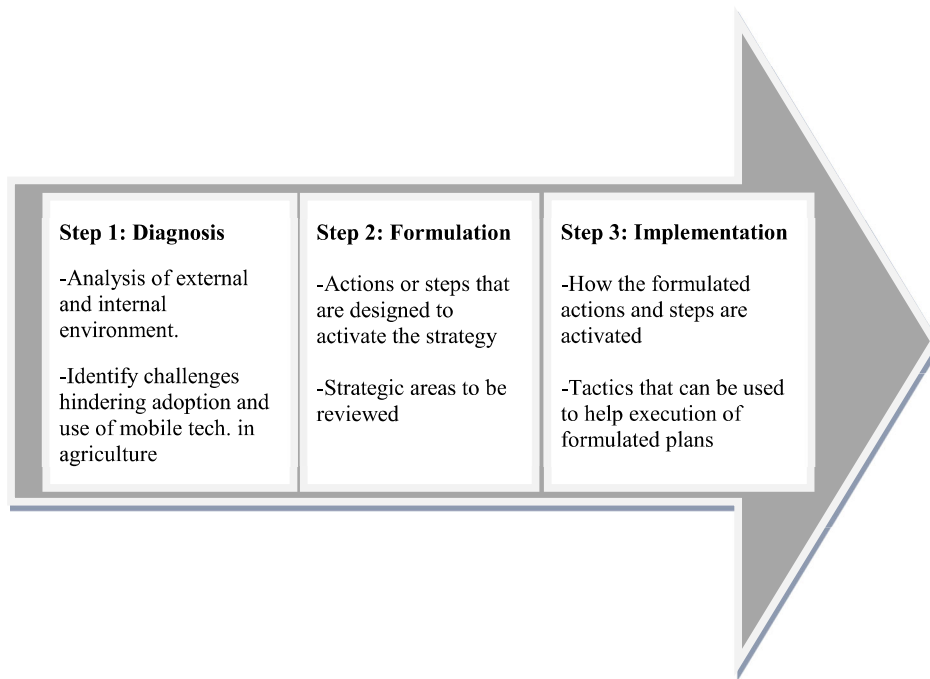 Step 1: Diagnosis
-Analysis of external
and internal
environment.
-Identify challenges
hindering adoption and
use of mobile tech. in
agriculture
Step 2: Formulation
-Actions or steps that
are designed to
activate the strategy
-Strategic areas to be
reviewed
Step 3: Implementation
-How the formulated
actions and steps are
activated
-Tactics that can be used
to help execution of
formulated plans